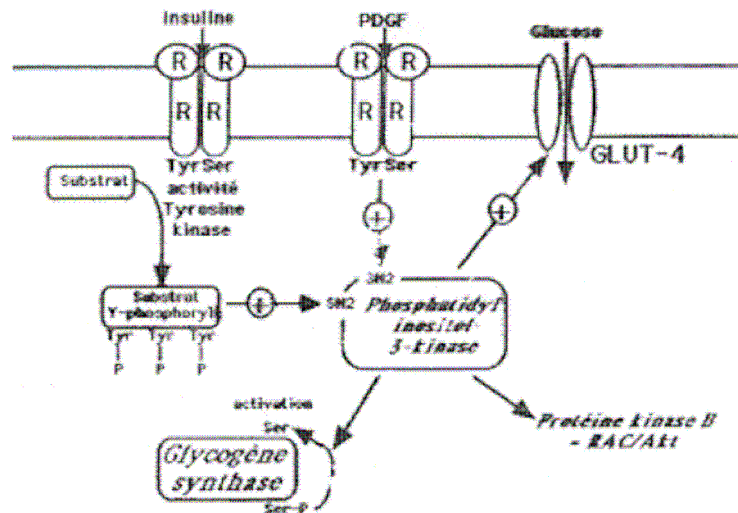 Insuline
PDGF
Glucose
R R
R R
R R
R R
GLUT-4
TyrSer
activité
Tyrosine
kinase
TyrSer
Substrat
+
+
SH2
Substrat
Y-phosphoryl
Tyr Tyr Tyr
P P P
+
SH2
Phosphatidyl
inositol-
3-kinase
activation
Ser
Glycogène
synthase
Ser-P
Protéine kinase B
= RAC/Akt